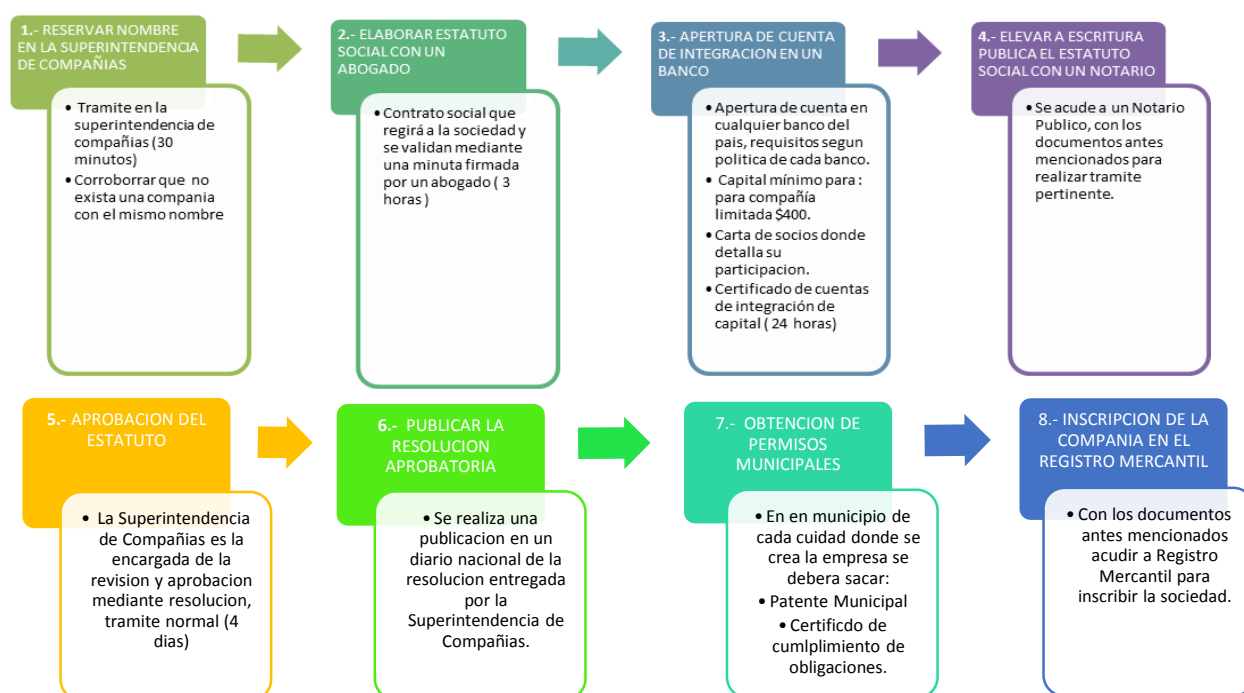 1.- RESERVAR NOMBRE
EN LA SUPERINTENDENCIA
DE COMPAÑIAS
• Tramite en la
superintendencia de
compañias (30
minutos)
• Corroborrar que no
exista una compania
con el mismo nombre
2.- ELABORAR ESTATUTO
SOCIAL CON UN
ABOGADO
• Contrato social que
regirá a la sociedad y
se validan mediante
una minuta firmada
por un abogado ( 3
horas )
3.- APERTURA DE CUENTA
DE INTEGRACION EN UN
BANCO
• Apertura de cuenta en
cualquier banco del
pais, requisitos segun
politica de cada banco.
• Capital mínimo para :
para compañía
limitada $400.
• Carta de socios donde
detalla su
participacion.
• Certificado de cuentas
de integración de
capital ( 24 horas)
4.- ELEVAR A ESCRITURA
PUBLICA EL ESTATUTO
SOCIAL CON UN NOTARIO
• Se acude a un Notario
Publico, con los
documentos antes
mencionados para
realizar tramite
pertinente.
5.- APROBACION DEL
ESTATUTO
• La Superintendencia
de Compañias es la
encargada de la
revision y aprobacion
mediante resolucion,
tramite normal (4
dias)
6.- PUBLICAR LA
RESOLUCION
APROBATORIA
• Se realiza una
publicacion en un
diario nacional de la
resolucion entregada
por la
Superintendencia de
Compañias.
7.- OBTENCION DE
PERMISOS
MUNICIPALES
• En en municipio de
cada cuidad donde se
crea la empresa se
debera sacar:
• Patente Municipal
• Certificdo de
cumlplimiento de
obligaciones.
8.- INSCRIPCION DE LA
COMPANIA EN EL
REGISTRO MERCANTIL
• Con los documentos
antes mencionados
acudir a Registro
Mercantil para
inscribir la sociedad.